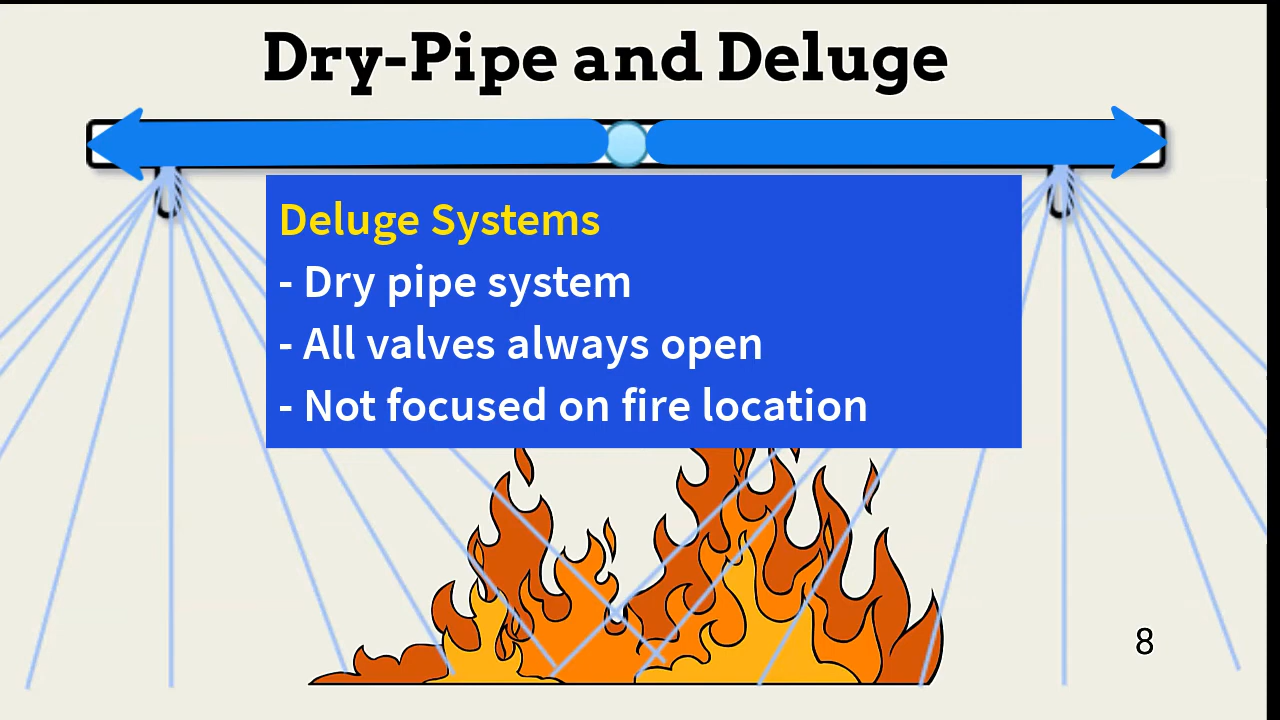 Dry-Pipe and Deluge
Deluge Systems
- Dry pipe system
- All valves always open
- Not focused on fire location
8